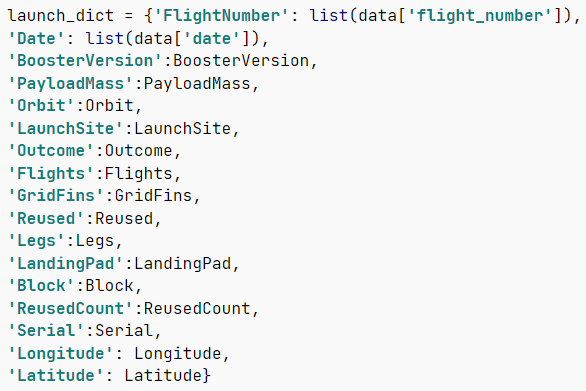 launch_dict = {'FlightNumber': list(data['flight_number']),
'Date': list(data['date']),
'BoosterVersion':BoosterVersion,
'PayloadMass':PayloadMass,
'Orbit':Orbit,
'LaunchSite':LaunchSite,
'Outcome':Outcome,
'Flights':Flights,
'GridFins':GridFins,
'Reused':Reused,
'Legs':Legs,
'LandingPad':LandingPad,
'Block':Block,
'ReusedCount':ReusedCount,
'Serial':Serial,
'Longitude': Longitude,
'Latitude': Latitude}